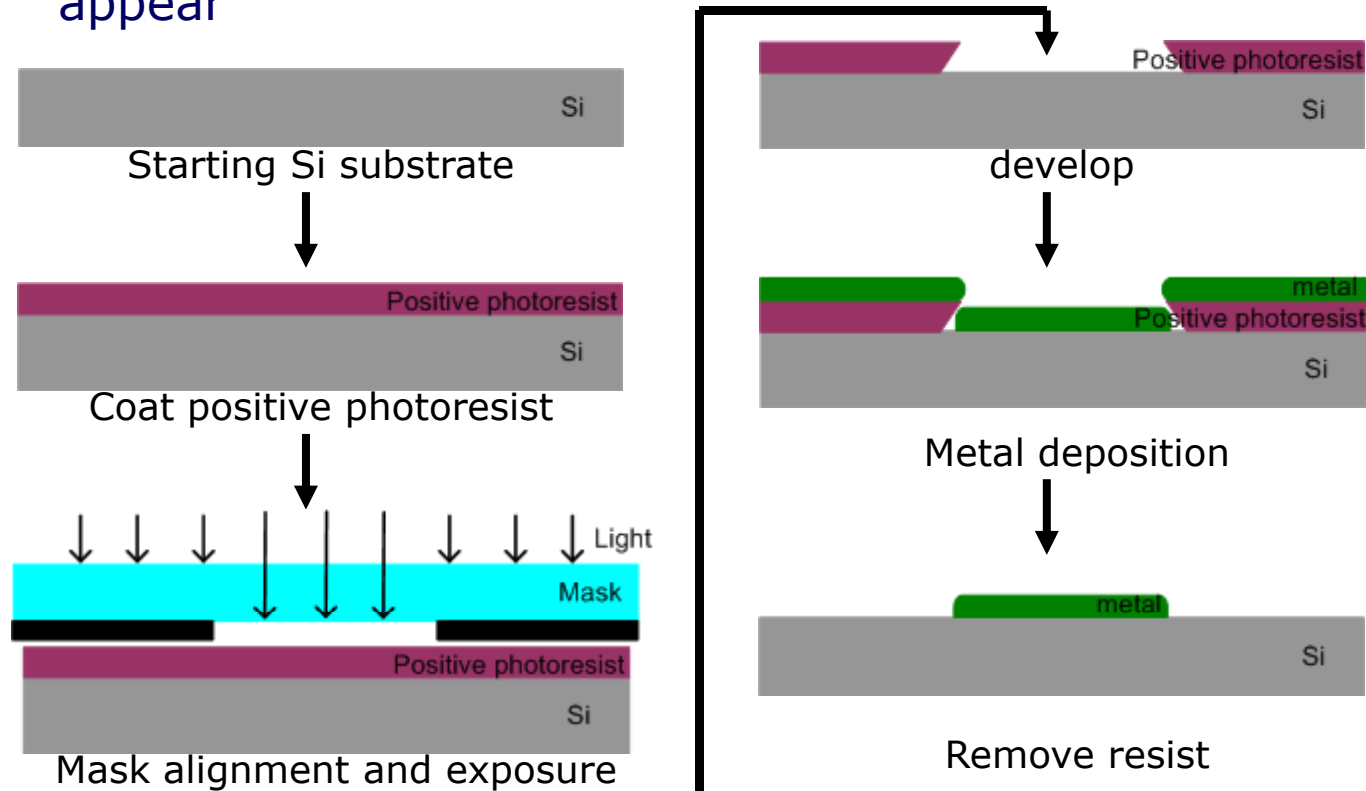 appear
Si
Starting Si substrate
Positive photoresist
Si
Coat positive photoresist
Light
Mask
Positive photoresist
Si
Mask alignment and exposure
Positive photoresist
Si
develop
metal
Positive photoresist
Si
Metal deposition
metal
Si
Remove resist